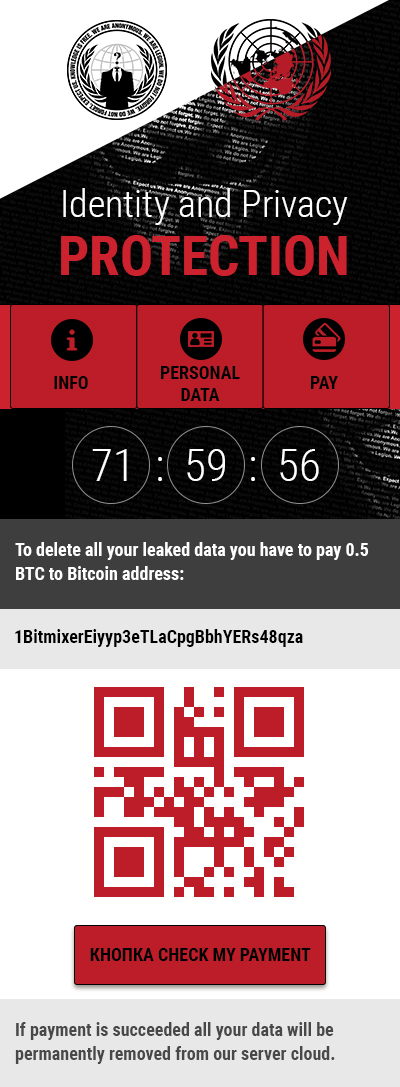 Identity and Privacy
PROTECTION
INFO
PERSONAL
DATA
PAY
71 : 59 : 56
To delete all your leaked data you have to pay 0.5
BTC to Bitcoin address:
1BitmixerEiyyp3eTLaCpgBbhYERs48qza
КНОПКА CHECK MY PAYMENT
If payment is succeeded all your data will be
permanently removed from our server cloud.